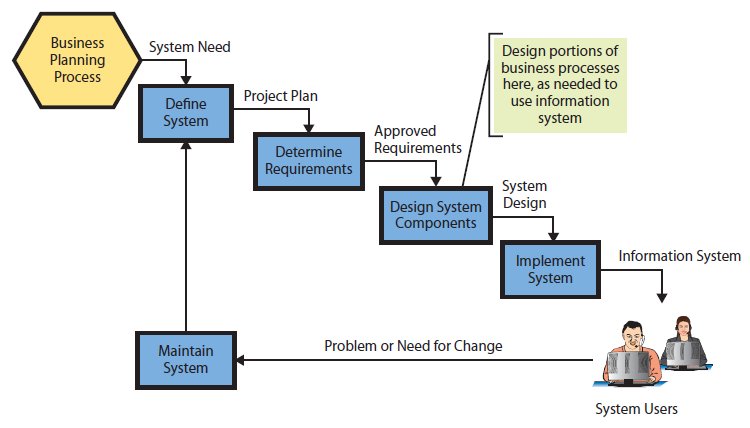 Business
Planning
Process
System Need
Define
System
Project Plan
Determine
Requirements
Approved
Requirements
Design portions of
business processes
here, as needed to
use information
system
Design System
Components
System
Design
Implement
System
Information System
Maintain
System
Problem or Need for Change
System Users